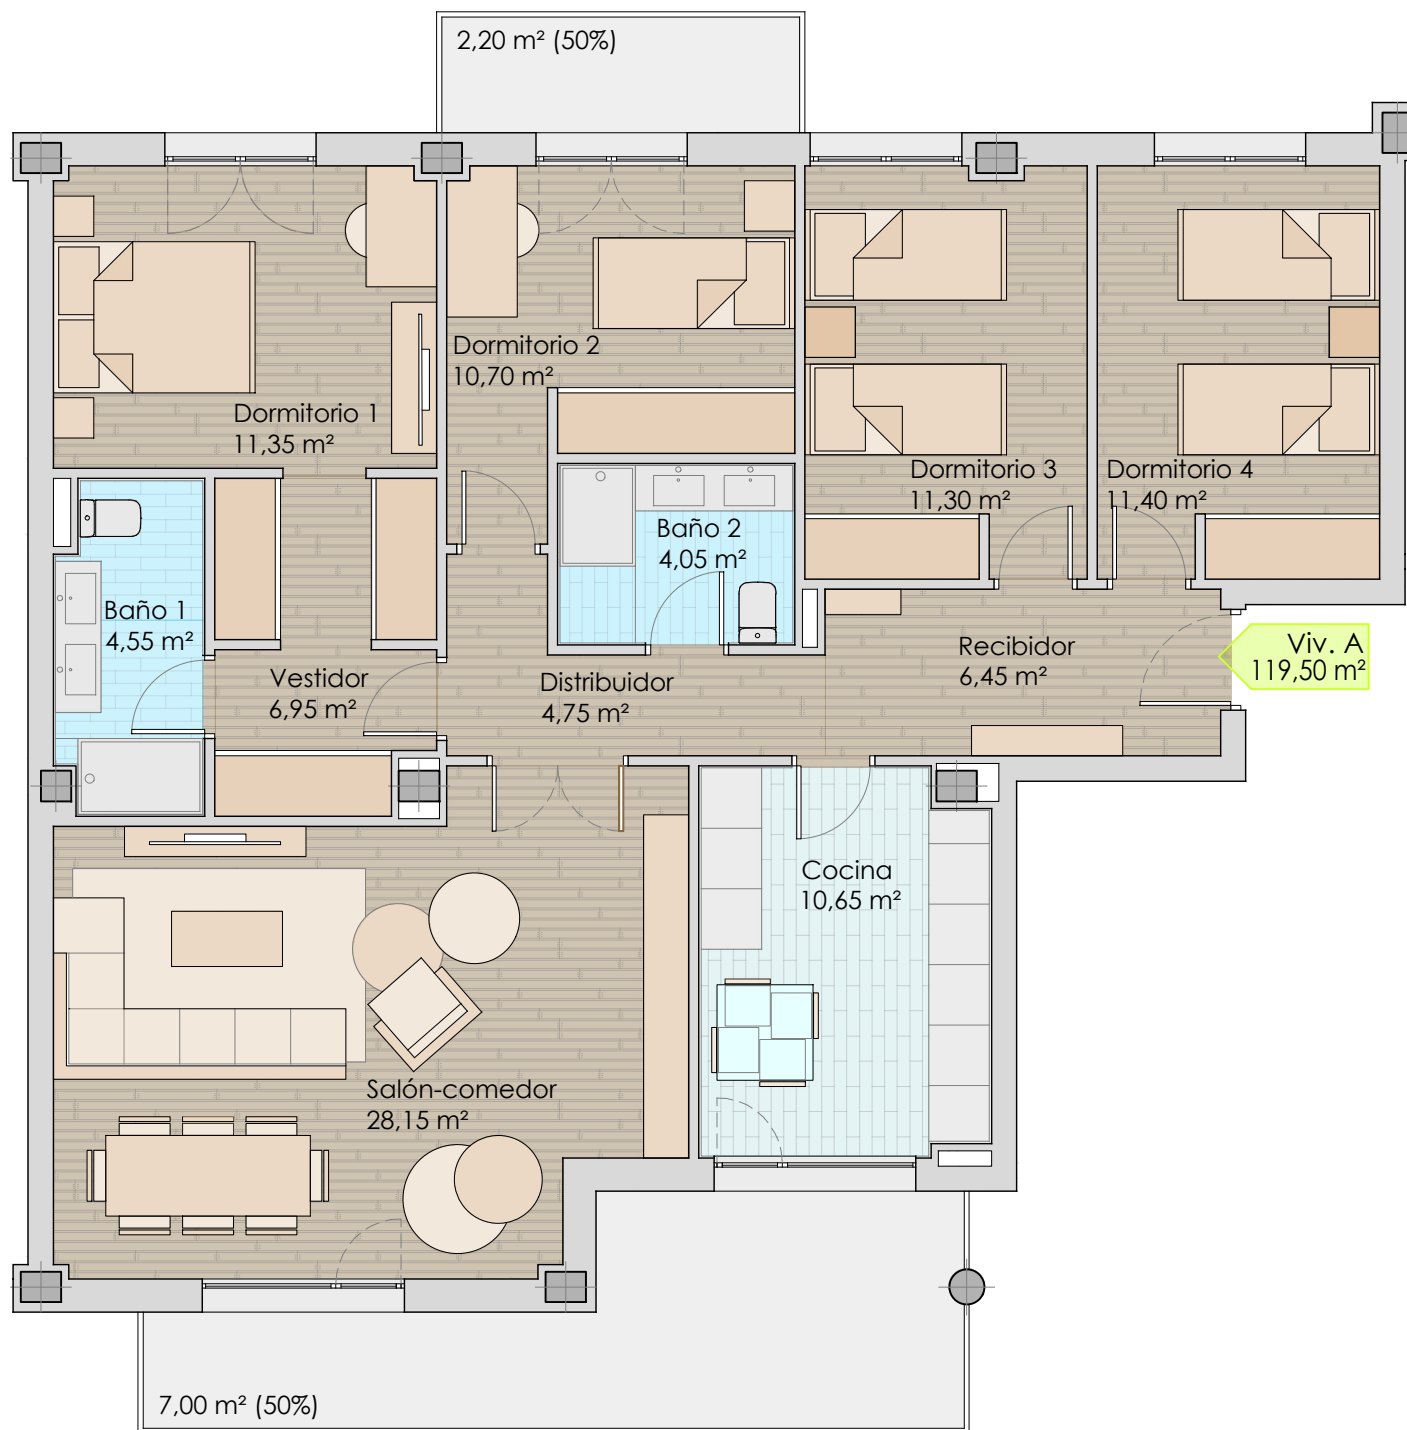 2,20 m² (50%)
Dormitorio 1
11,35 m²
Dormitorio 2
10,70 m²
Dormitorio 3
11,30 m²
Dormitorio 4
11,40 m²
Baño 2
4,05 m²
Baño 1
4,55 m²
Vestidor
6,95 m²
Distribuidor
4,75 m²
Recibidor
6,45 m²
Viv. A
119,50 m²
Cocina
10,65 m²
Salón-comedor
28,15 m²
7,00 m² (50%)